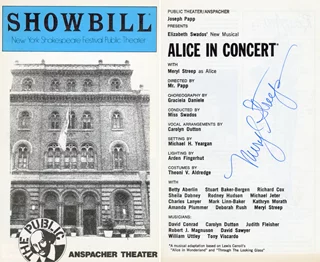 SHOWBILL
New York Shakespeare Festival Public Theater
THE PUBLIC
ANSPACHER THEATER
PUBLIC THEATER/ANSPACHER
Joseph Papp
PRESENTS
Elizabeth Swados' New Musical
ALICE IN CONCERT*
WITH
Meryl Streep as Alice
DIRECTED BY
Mr. Papp
CHOREOGRAPHY BY
Graciela Daniele
CONDUCTED BY
Miss Swados
VOCAL ARRANGEMENTS BY
Carolyn Dutton
SETTING BY
Michael H. Yeargan
LIGHTING BY
Arden Fingerhut
COSTUMES BY
Theoni V. Aldredge
WITH
Betty Aberlin Stuart Baker-Bergen Richard Cox
Sheila Dabney Rodney Hudson Michael Jeter
Charles Lanyer Mark Linn-Baker Kathryn Morath
Amanda Plummer Deborah Rush Meryl Streep
MUSICIANS:
David Conrad Carolyn Dutton Judith Fleisher
Robert J. Magnuson David Sawyer
William Uttley Tony Viscardo
*A musical adaptation based on Lewis Carroll's
"Alice in Wonderland" and "Through The Looking Glass"
Meryl Streep